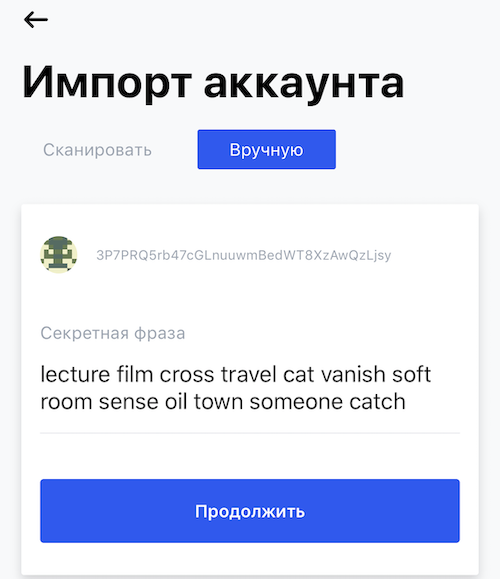 Импорт аккаунта
Сканировать Вручную
3P7PRQ5rb47cGLnuuwmBedWT8XzAwQzLjsy
Секретная фраза
lecture film cross travel cat vanish soft
room sense oil town someone catch
Продолжить